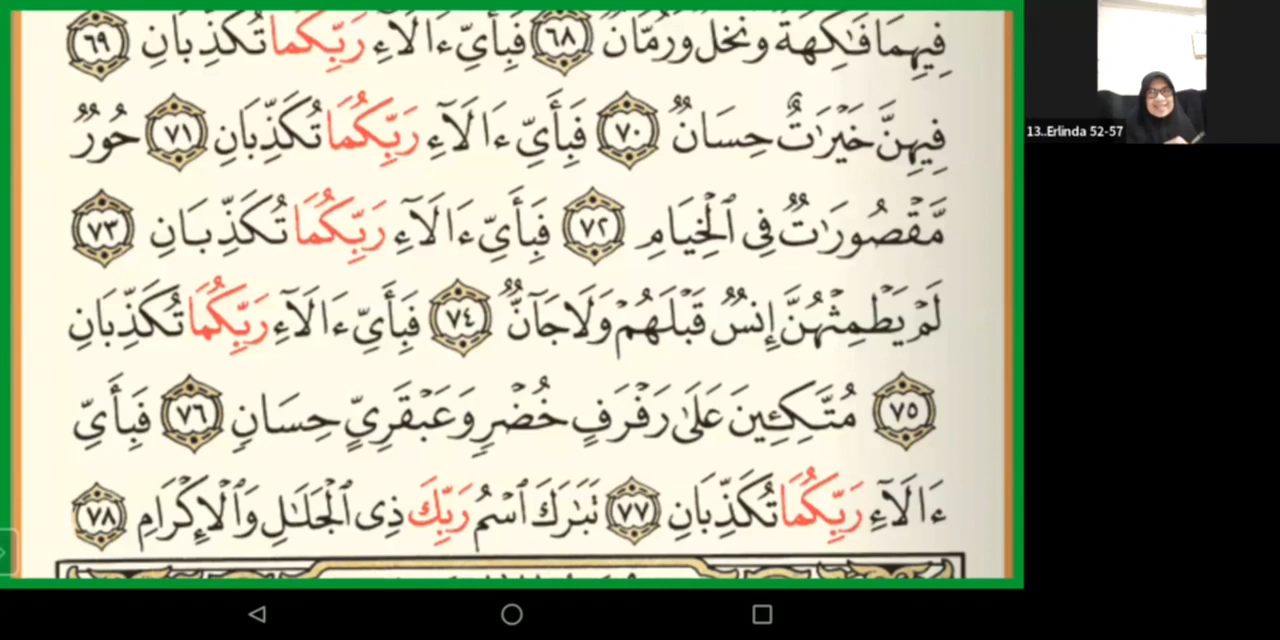 فِيهِمَا فَـٰكِهَةٌ وَنَخْلٌ وَرُمَّانٌ ٦٨ فَبِأَىِّ ءَالَآءِ رَبِّكُمَا تُكَذِّبَانِ ٦٩
فِيهِنَّ خَيْرَٰتٌ حِسَانٌ ٧٠ فَبِأَىِّ ءَالَآءِ رَبِّكُمَا تُكَذِّبَانِ ٧١ حُورٌ
مَّقْصُورَٰتٌ فِى ٱلْخِيَامِ ٧٢ فَبِأَىِّ ءَالَآءِ رَبِّكُمَا تُكَذِّبَانِ ٧٣
لَمْ يَطْمِثْهُنَّ إِنسٌ قَبْلَهُمْ وَلَا جَآنٌّ ٧٤ فَبِأَىِّ ءَالَآءِ رَبِّكُمَا تُكَذِّبَانِ
٧٥ مُتَّكِـِٔينَ عَلَىٰ رَفْرَفٍ خُضْرٍ وَعَبْقَرِىٍّ حِسَانٍ ٧٦ فَبِأَىِّ
ءَالَآءِ رَبِّكُمَا تُكَذِّبَانِ ٧٧ تَبَـٰرَكَ ٱسْمُ رَبِّكَ ذِى ٱلْجَلَـٰلِ وَٱلْإِكْرَامِ ٧٨
13..Erlinda 52-57